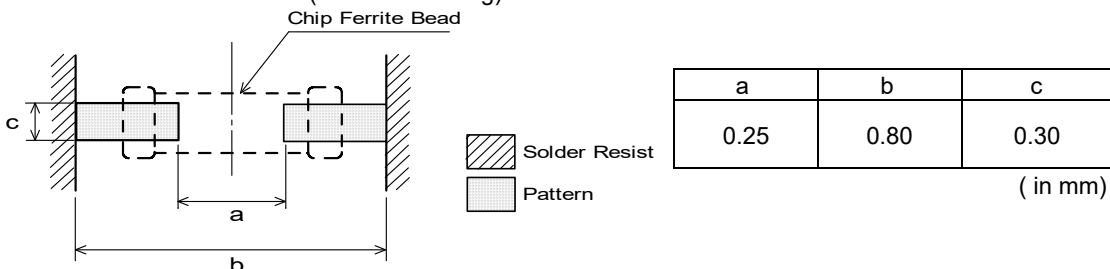 Chip Ferrite Bead
c
a
b
Solder Resist
Pattern
a b c
0.25 0.80 0.30
( in mm)